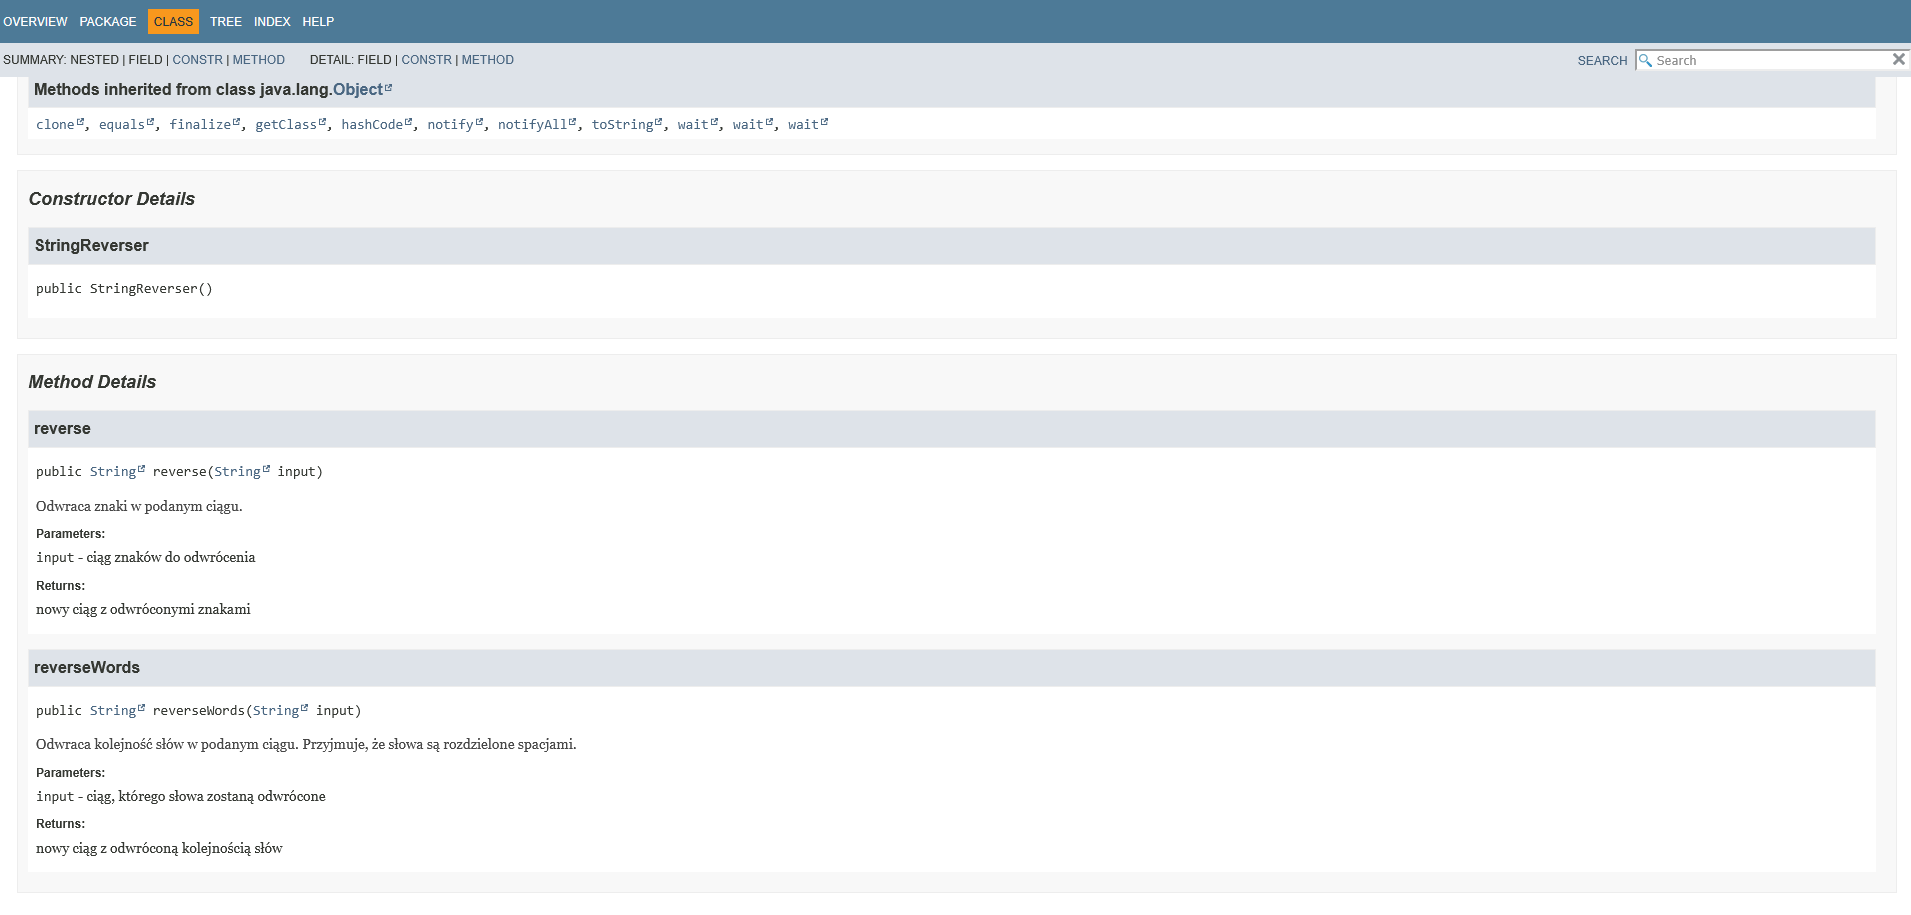 OVERVIEW PACKAGE CLASS TREE INDEX HELP
SUMMARY: NESTED | FIELD | CONSTR | METHOD DETAIL: FIELD | CONSTR | METHOD SEARCH Search
Methods inherited from class java.lang.Object
clone, equals, finalize, getClass, hashCode, notify, notifyAll, toString, wait, wait, wait
Constructor Details
StringReverser
public StringReverser()
Method Details
reverse
public String reverse(String input)
Odwraca znaki w podanym ciągu.
Parameters:
input - ciąg znaków do odwrócenia
Returns:
nowy ciąg z odwróconymi znakami
reverseWords
public String reverseWords(String input)
Odwraca kolejność słów w podanym ciągu. Przyjmuje, że słowa są rozdzielone spacjami.
Parameters:
input - ciąg, którego słowa zostaną odwrócone
Returns:
nowy ciąg z odwróconą kolejnością słów